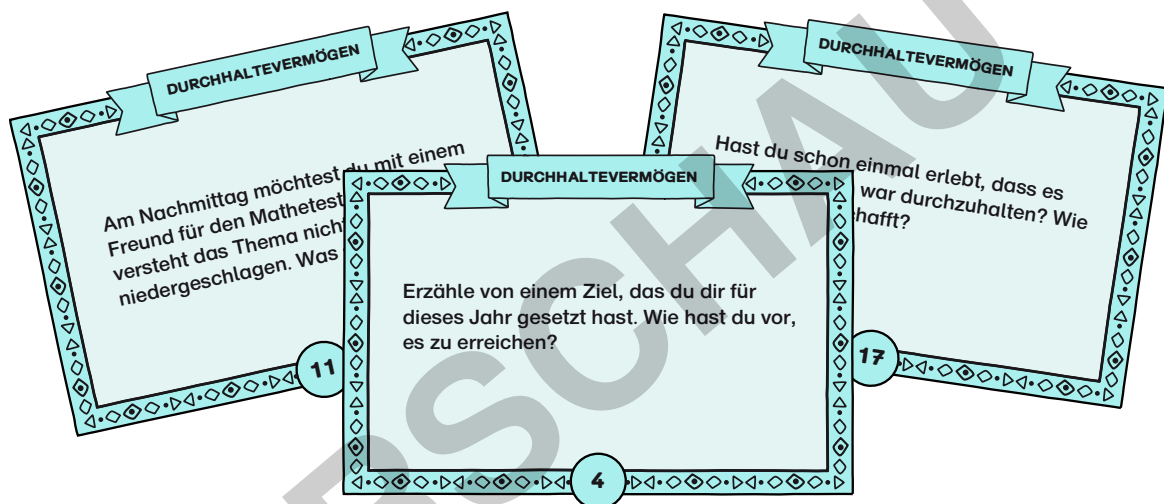 DURCHHALTEVERMÖGEN
Am Nachmittag möchtest du mit einem
Freund für den Mathetest
versteht das Thema nicht
niedergeschlagen. Was
11
DURCHHALTEVERMÖGEN
Erzähle von einem Ziel, das du dir für
dieses Jahr gesetzt hast. Wie hast du vor,
es zu erreichen?
4
DURCHHALTEVERMÖGEN
Hast du schon einmal erlebt, dass es
war durchzuhalten? Wie
17